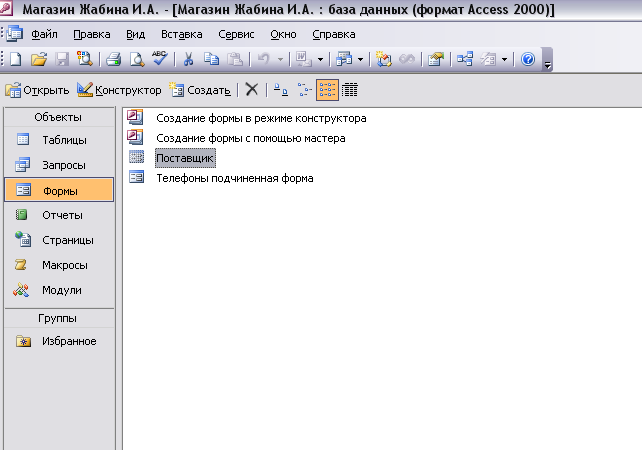 Магазин Жабина И.А. - [Магазин Жабина И.А. : база данных (формат Access 2000)]
Файл Правка Вид Вставка Сервис Окно Справка
ABC W
Открыть Конструктор Создать
Объекты
Таблицы
Запросы
Формы
Отчеты
Страницы
Макросы
Модули
Группы
Избранное
Создание формы в режиме конструктора
Создание формы с помощью мастера
Поставщик
Телефоны подчиненная форма